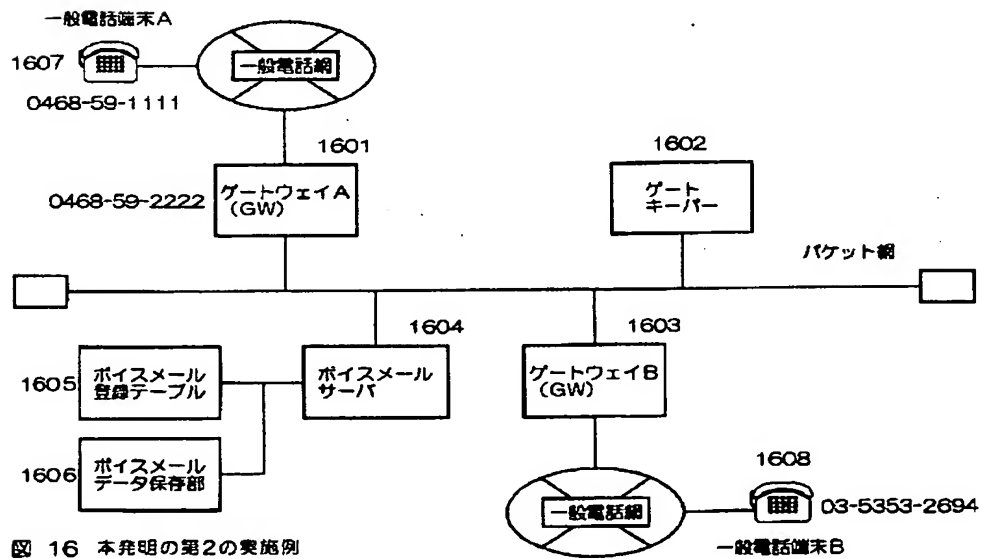 一般電話端末A
1607
一般電話網
0468-59-1111
1601
1602
0468-59-2222
ゲートウェイA
(GW)
ゲート
キーパー
パケット網
1604
1603
1605
ボイスメール
登録テーブル
ボイスメール
サーバ
ゲートウェイB
(GW)
1606
ボイスメール
データ保存部
1608
一般電話網
03-5353-2694
図 16 本発明の第2の実施例
一般電話端末B